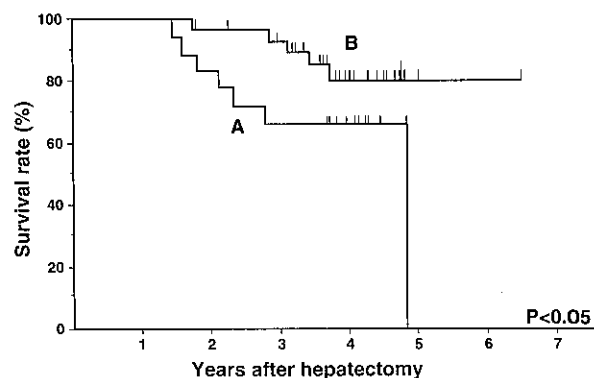 Survival rate (%)
100
80
60
40
20
0
B
A
P<0.05
1 2 3 4 5 6 7
Years after hepatectomy